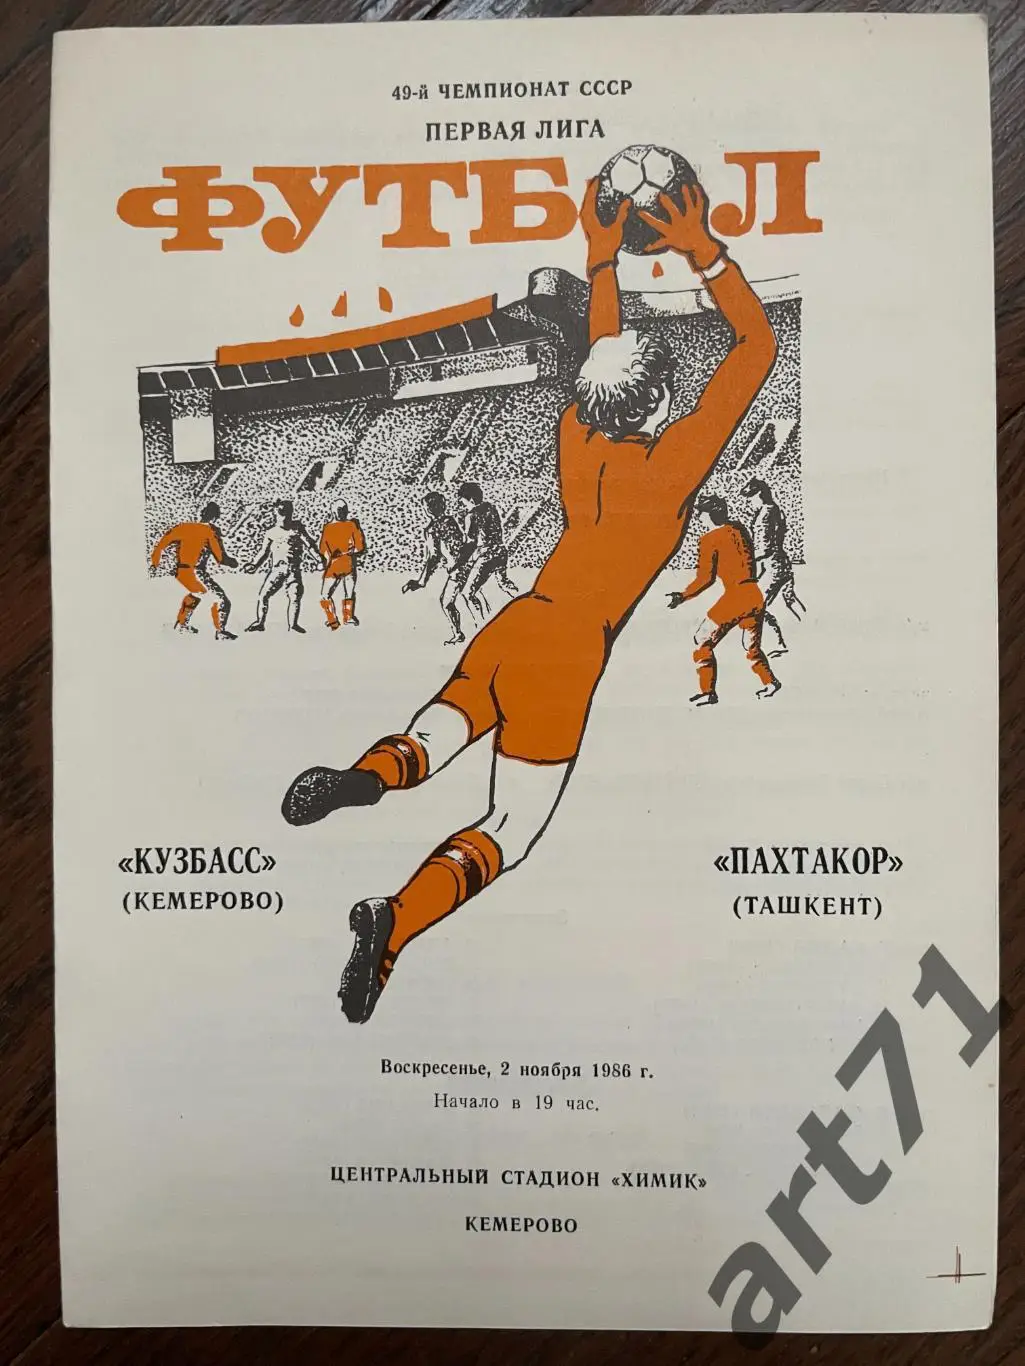 49-й ЧЕМПИОНАТ СССР
ПЕРВАЯ ЛИГА
ФУТБОЛ
«КУЗБАСС»
(КЕМЕРОВО)
«ПАХТАКОР»
(ТАШКЕНТ)
Воскресенье, 2 ноября 1986 г.
Начало в 19 час.
ЦЕНТРАЛЬНЫЙ СТАДИОН «ХИМИК»
КЕМЕРОВО
art71